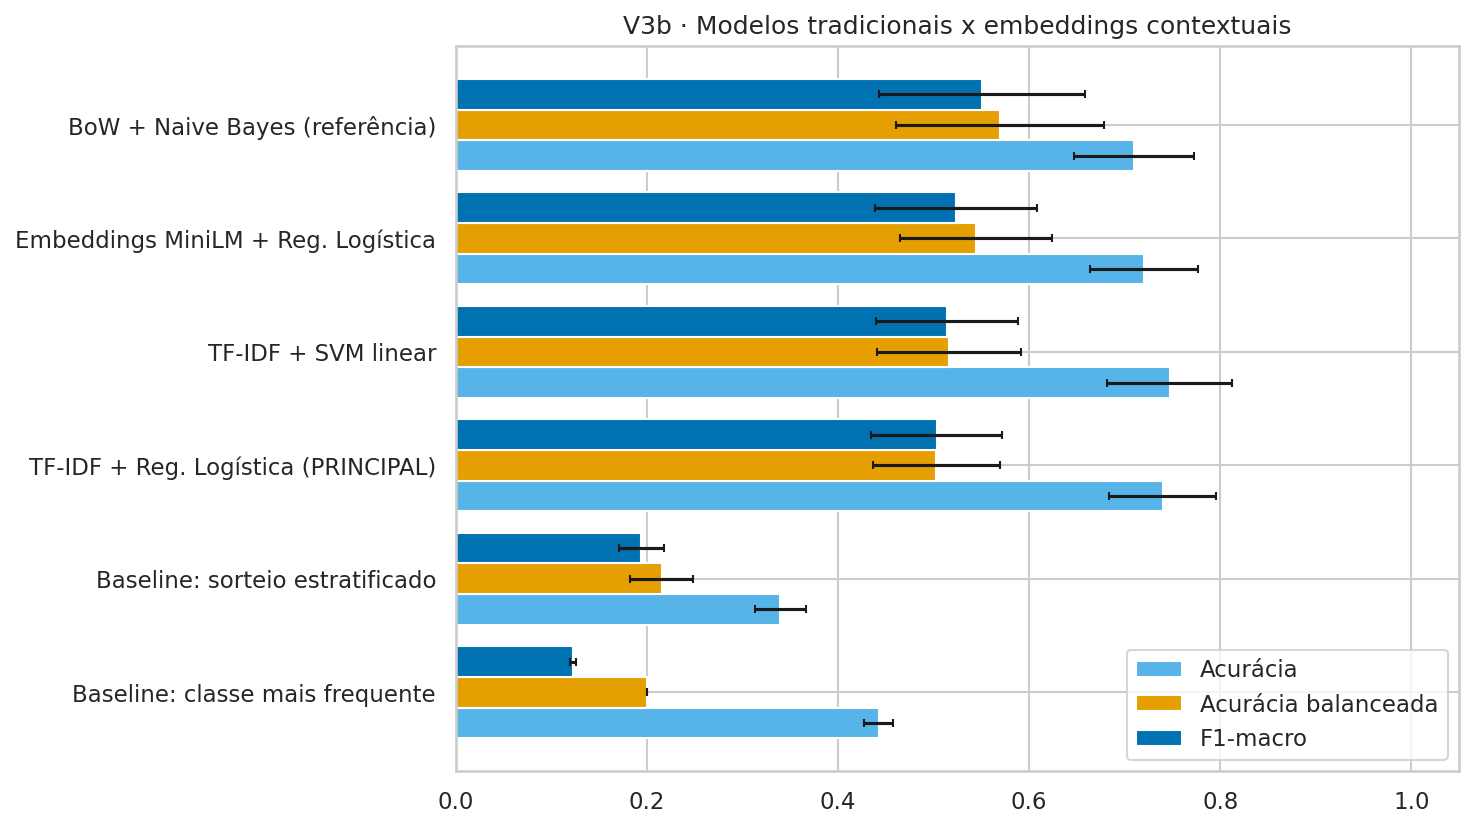 V3b · Modelos tradicionais x embeddings contextuais
BoW + Naive Bayes (referência)
Embeddings MiniLM + Reg. Logística
TF-IDF + SVM linear
TF-IDF + Reg. Logística (PRINCIPAL)
Baseline: sorteio estratificado
Baseline: classe mais frequente
Acurácia
Acurácia balanceada
F1-macro
0.0 0.2 0.4 0.6 0.8 1.0